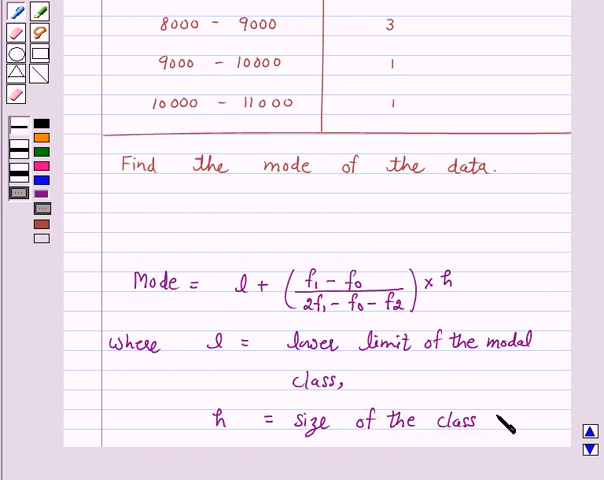 8000 - 9000 3
9000 - 10000 1
10000 - 11000 1
Find the mode of the data.
Mode = l + ( f₁ - f₀ / 2f₁ - f₀ - f₂ ) × h
where l = lower limit of the modal
class,
h = size of the class